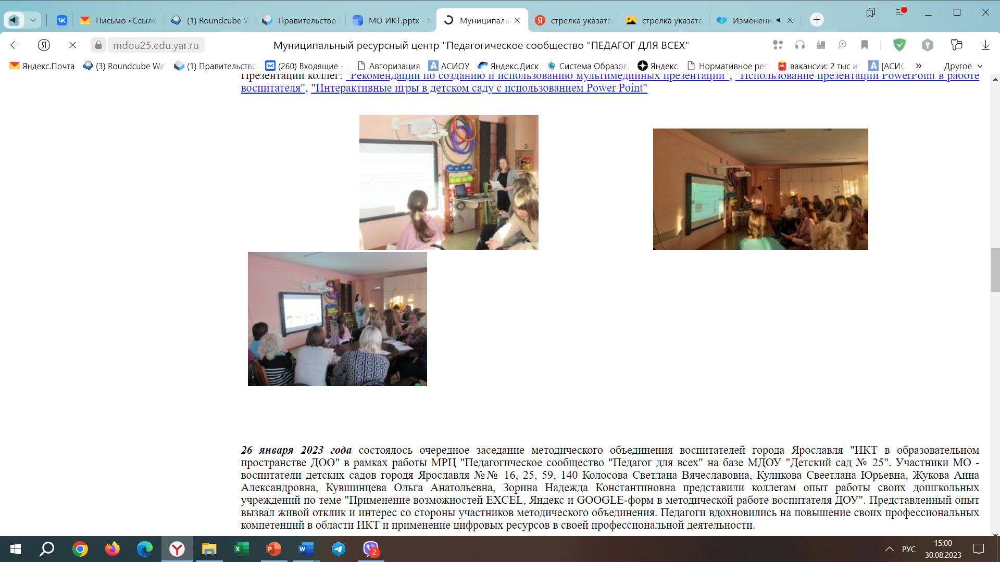 Письмо «Ссылка
(1) Roundcube W
Правительство
МО ИКТ.pptx - Я
Муниципаль
стрелка указате
стрелка указате
Изменени
mdou25.edu.yar.ru
Муниципальный ресурсный центр "Педагогическое сообщество "ПЕДАГОГ ДЛЯ ВСЕХ"
Яндекс.Почта
(3) Roundcube We
(1) Правительство
(260) Входящие -
Авторизация
АСИОУ
Яндекс.Диск
Система Образов
Яндекс
Нормативное рег
вакансии: 2 тыс из
[АСИО
Другое
Презентации коллег: "Рекомендации по созданию и использованию мультимедийных презентаций", "Использование презентаций PowerPoint в работе
воспитателя", "Интерактивные игры в детском саду с использованием Power Point"
26 января 2023 года состоялось очередное заседание методического объединения воспитателей города Ярославля "ИКТ в образовательном
пространстве ДОО" в рамках работы МРЦ "Педагогическое сообщество "Педагог для всех" на базе МДОУ "Детский сад № 25". Участники МО -
воспитатели детских садов городя Ярославля №№ 16, 25, 59, 140 Колосова Светлана Вячеславовна, Куликова Свеетлана Юрьевна, Жукова Анна
Александровна, Кувшинцева Ольга Анатольевна, Зорина Надежда Константиновна представили коллегам опыт работы своих дошгкольных
учреждений по теме "Применение возможностей EXCEL, Яндекс и GOOGLE-форм в методической работе воспитателя ДОУ". Представленный опыт
вызвал живой отклик и интерес со стороны участников методического объединения. Педагоги вдохновились на повышение своих профессиональных
компетенций в области ИКТ и применение цифровых ресурсов в своей профессиональной деятельности.
2
РУС
15:00
30.08.2023